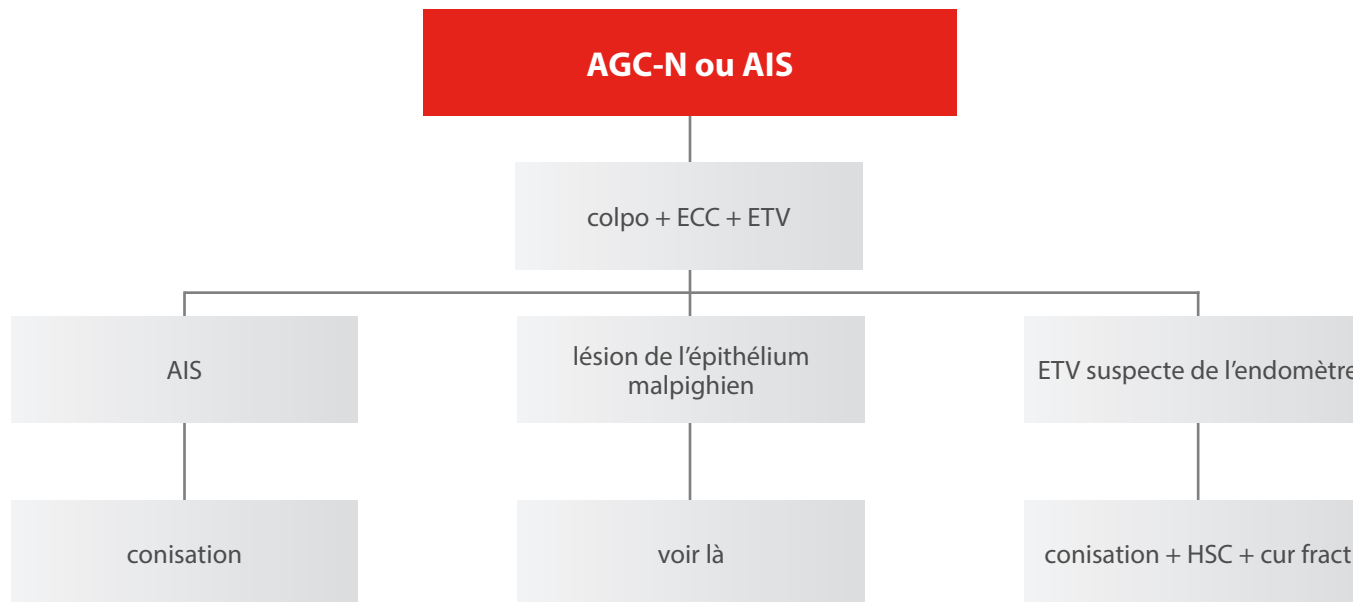 AGC-N ou AIS
colpo + ECC + ETV
AIS
lésion de l'épithélium
malpighien
ETV suspecte de l'endomètre
conisation
voir là
conisation + HSC + cur fract